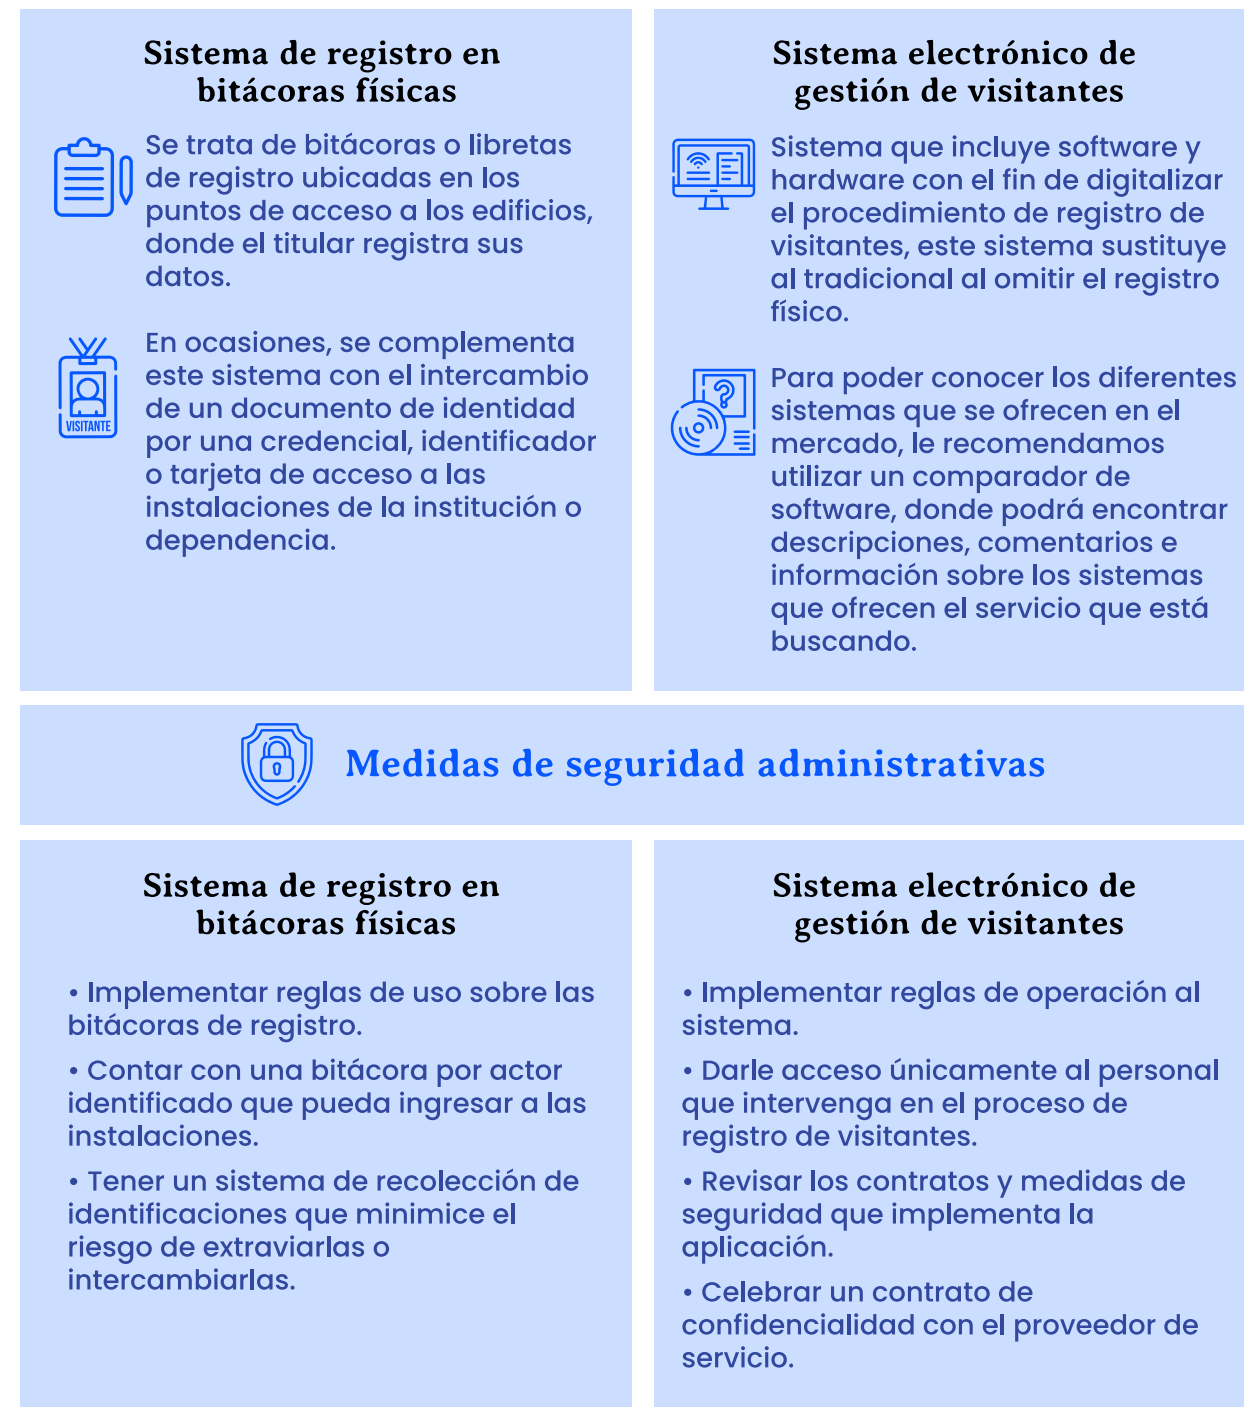 Sistema de registro en
bitácoras físicas
Se trata de bitácoras o libretas
de registro ubicadas en los
puntos de acceso a los edificios,
donde el titular registra sus
datos.
VISITANTE
En ocasiones, se complementa
este sistema con el intercambio
de un documento de identidad
por una credencial, identificador
o tarjeta de acceso a las
instalaciones de la institución o
dependencia.
Sistema electrónico de
gestión de visitantes
Sistema que incluye software y
hardware con el fin de digitalizar
el procedimiento de registro de
visitantes, este sistema sustituye
al tradicional al omitir el registro
físico.
?
Para poder conocer los diferentes
sistemas que se ofrecen en el
mercado, le recomendamos
utilizar un comparador de
software, donde podrá encontrar
descripciones, comentarios e
información sobre los sistemas
que ofrecen el servicio que está
buscando.
Medidas de seguridad administrativas
Sistema de registro en
bitácoras físicas
• Implementar reglas de uso sobre las
bitácoras de registro.
• Contar con una bitácora por actor
identificado que pueda ingresar a las
instalaciones.
• Tener un sistema de recolección de
identificaciones que minimice el
riesgo de extraviarlas o
intercambiarlas.
Sistema electrónico de
gestión de visitantes
• Implementar reglas de operación al
sistema.
• Darle acceso únicamente al personal
que intervenga en el proceso de
registro de visitantes.
• Revisar los contratos y medidas de
seguridad que implementa la
aplicación.
• Celebrar un contrato de
confidencialidad con el proveedor de
servicio.